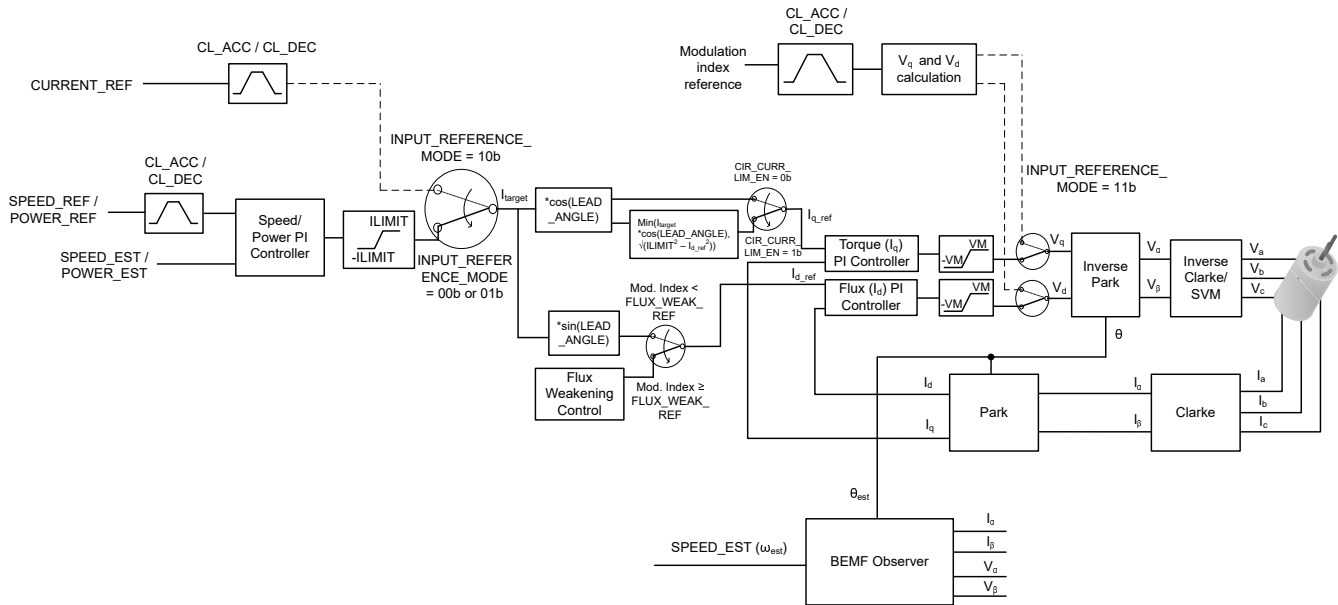 CL_ACC / CL_DEC
CURRENT_REF
CL_ACC /
CL_DEC
Modulation
index
reference
Vq and Vd
calculation
INPUT_REFERENCE_
MODE = 10b
INPUT_REFERENCE_
MODE = 11b
CL_ACC /
CL_DEC
SPEED_REF /
POWER_REF
SPEED_EST /
POWER_EST
Speed/
Power PI
Controller
ILIMIT
-ILIMIT
INPUT_REFER
ENCE_MODE
= 00b or 01b
Itarget
*cos(LEAD
_ANGLE)
Min(Itarget
*cos(LEAD_ANGLE),
√(ILIMIT² – Id_ref²))
CIR_CURR_
LIM_EN = 0b
CIR_CURR_
LIM_EN = 1b
Iq_ref
Id_ref
Torque (Iq)
PI Controller
VM
-VM
Flux (Id) PI
Controller
VM
-VM
Vq
Vd
Inverse
Park
Vα
Vβ
Inverse
Clarke/
SVM
Va
Vb
Vc
Mod. Index <
FLUX_WEAK_
REF
*sin(LEAD
_ANGLE)
Flux
Weakening
Control
Mod. Index ≥
FLUX_WEAK_
REF
θ
Id
Iq
Park
Iα
Iβ
Clarke
Ia
Ib
Ic
θest
SPEED_EST (ωest)
BEMF Observer
Iα
Iβ
Vα
Vβ